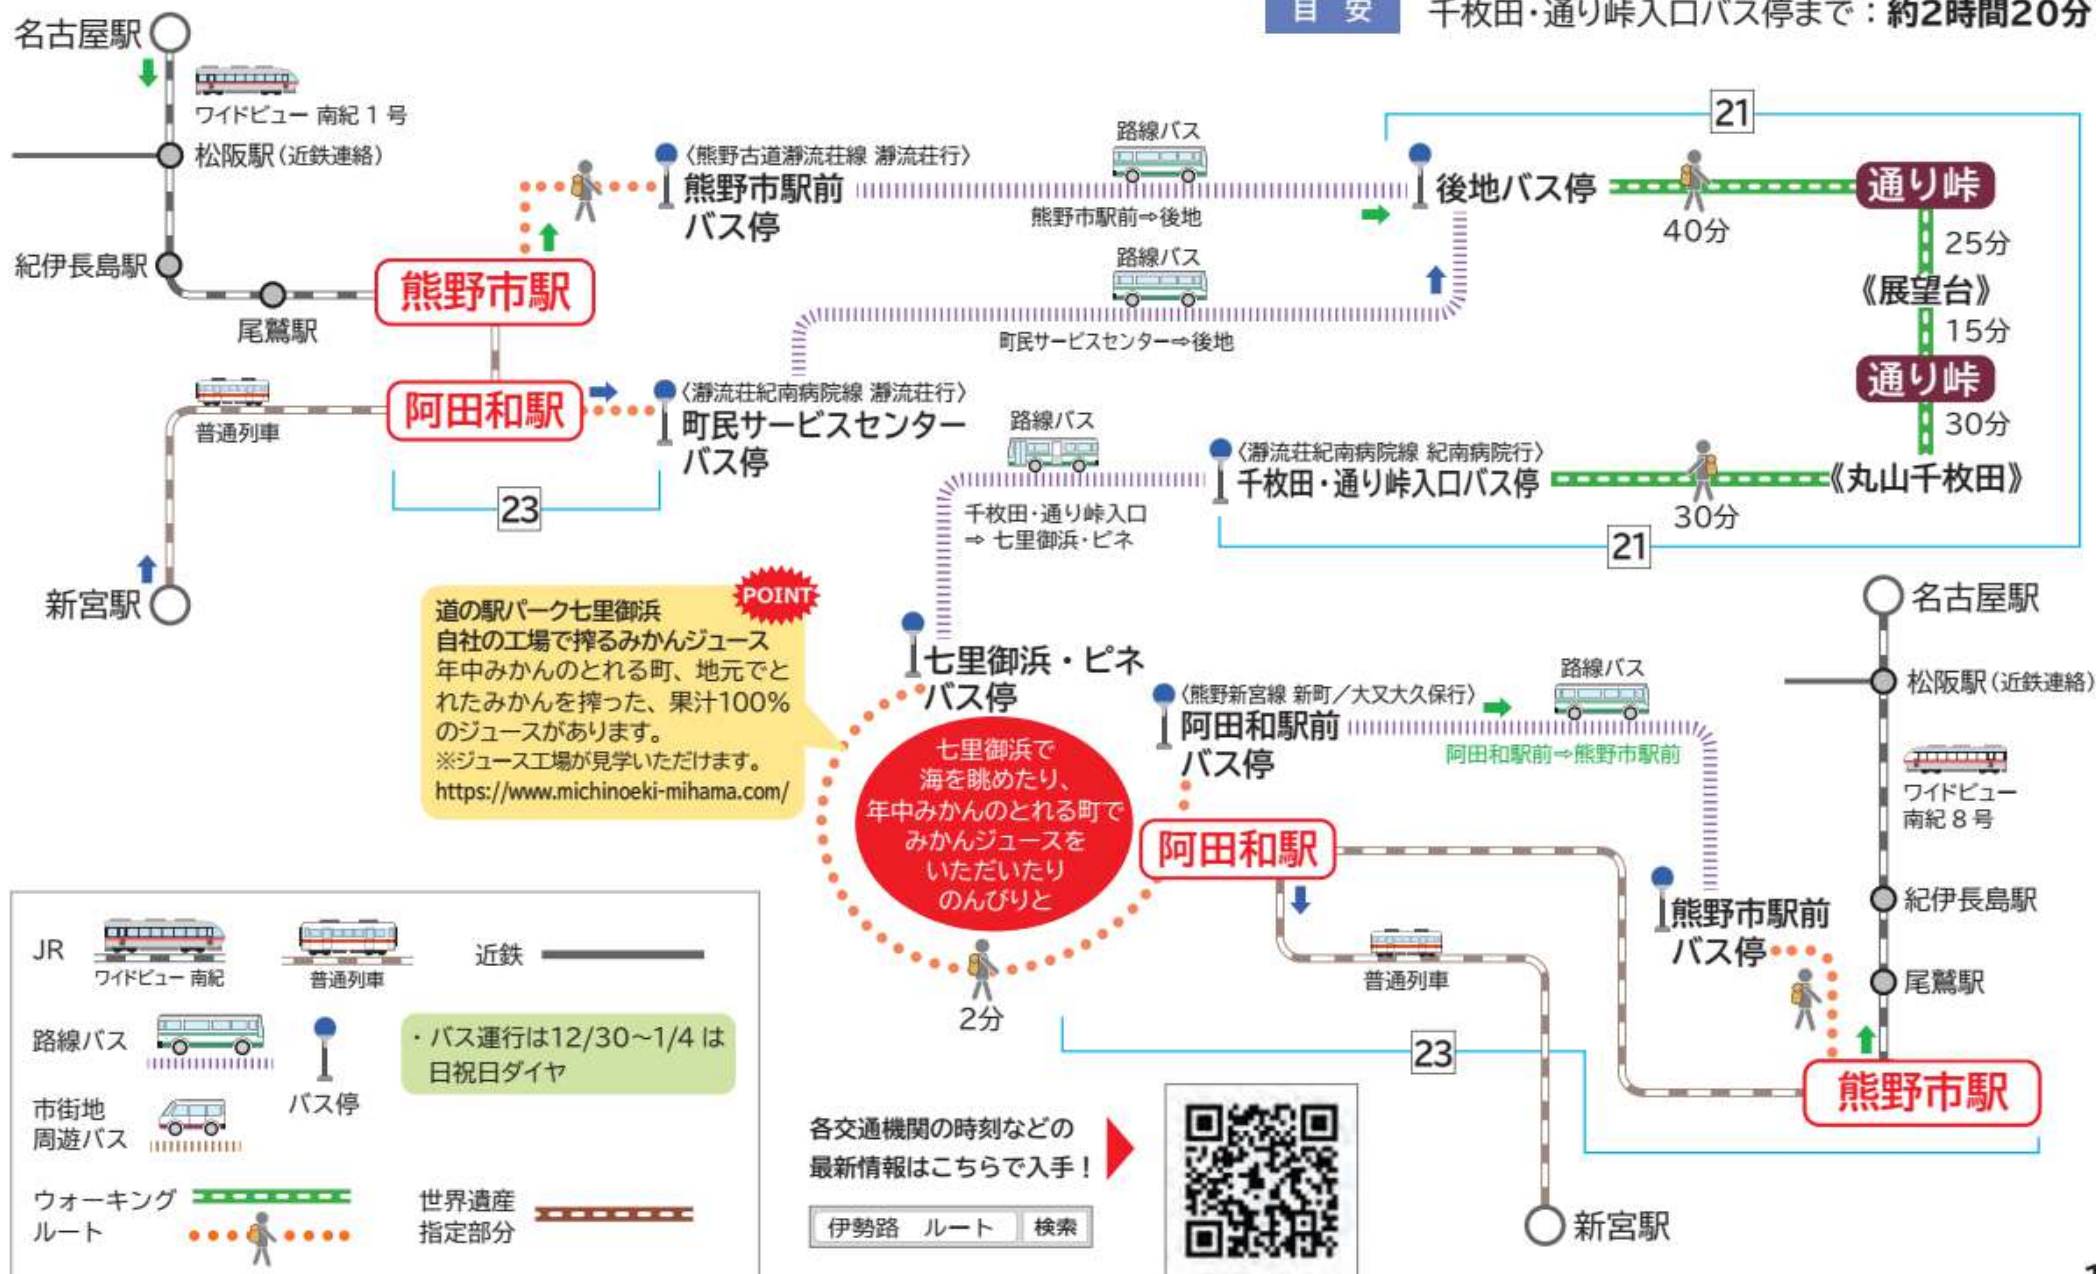 目 安
千枚田・通り峠入口バス停まで：約2時間20分
名古屋駅
ワイドビュー 南紀 1 号
松阪駅（近鉄連絡）
紀伊長島駅
尾鷲駅
熊野市駅
阿田和駅
普通列車
新宮駅
〈熊野古道瀞流荘線 瀞流荘行〉
熊野市駅前
バス停
路線バス
熊野市駅前⇨後地
路線バス
町民サービスセンター⇨後地
〈瀞流荘紀南病院線 瀞流荘行〉
町民サービスセンター
バス停
23
21
後地バス停
40分
通り峠
25分
《展望台》
15分
通り峠
30分
《丸山千枚田》
30分
〈瀞流荘紀南病院線 紀南病院行〉
千枚田・通り峠入口バス停
21
路線バス
千枚田・通り峠入口
⇨ 七里御浜・ピネ
七里御浜・ピネ
バス停
POINT
道の駅パーク七里御浜
自社の工場で搾るみかんジュース
年中みかんのとれる町、地元でと
れたみかんを搾った、果汁100%
のジュースがあります。
※ジュース工場が見学いただけます。
https://www.michinoeki-mihama.com/
七里御浜で
海を眺めたり、
年中みかんのとれる町で
みかんジュースを
いただいたり
のんびりと
2分
〈熊野新宮線 新町／大又大久保行〉
阿田和駅前
バス停
路線バス
阿田和駅前⇨熊野市駅前
阿田和駅
普通列車
新宮駅
23
熊野市駅前
バス停
熊野市駅
名古屋駅
松阪駅（近鉄連絡）
ワイドビュー
南紀 8 号
紀伊長島駅
尾鷲駅
JR
ワイドビュー 南紀
普通列車
近鉄
路線バス
バス停
・バス運行は12/30〜1/4 は
日祝日ダイヤ
市街地
周遊バス
ウォーキング
ルート
世界遺産
指定部分
各交通機関の時刻などの
最新情報はこちらで入手！
伊勢路 ルート 検索